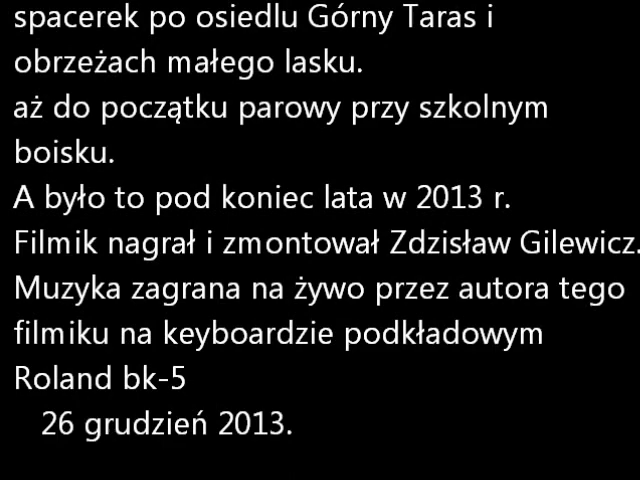 spacerek po osiedlu Górny Taras i
obrzeżach małego lasku.
aż do początku parowy przy szkolnym
boisku.
A było to pod koniec lata w 2013 r.
Filmik nagrał i zmontował Zdzisław Gilewicz.
Muzyka zagrana na żywo przez autora tego
filmiku na keyboardzie podkładowym
Roland bk-5
26 grudzień 2013.